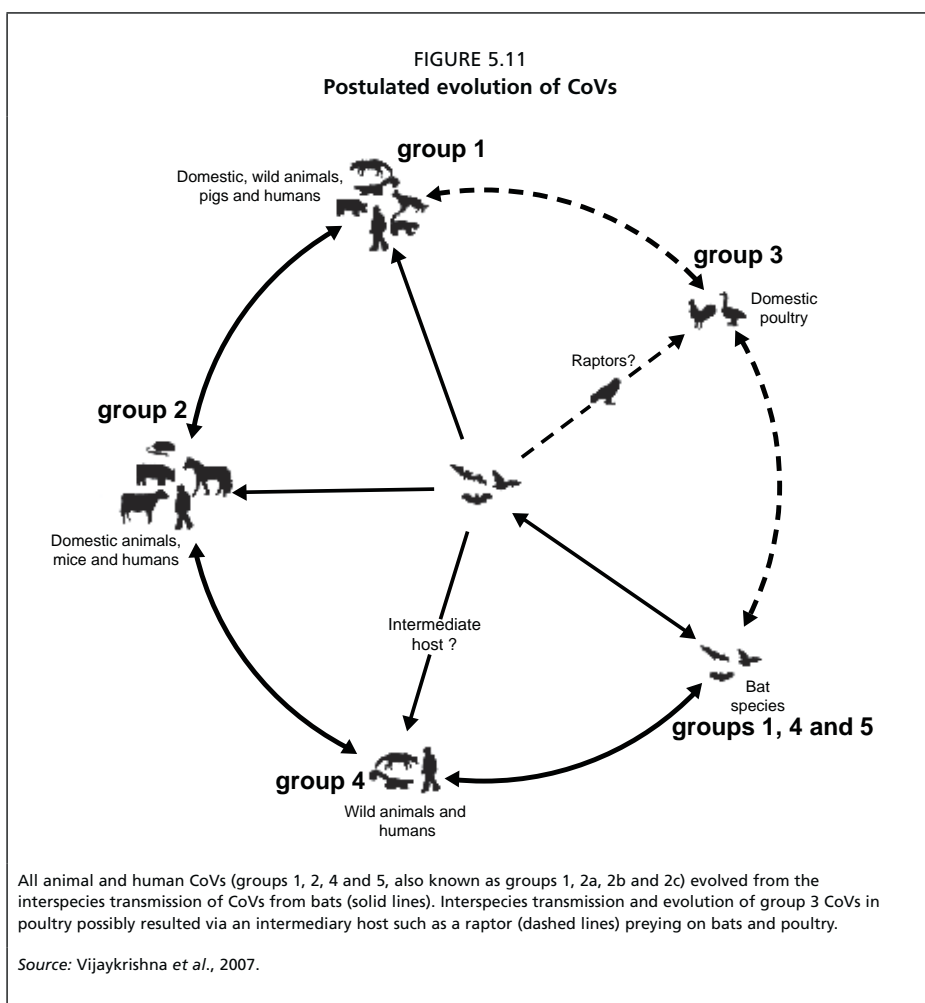 FIGURE 5.11
Postulated evolution of CoVs
group 1
Domestic, wild animals,
pigs and humans
group 3
Domestic
poultry
Raptors?
group 2
Domestic animals,
mice and humans
Intermediate
host ?
Bat
species
groups 1, 4 and 5
group 4
Wild animals and
humans
All animal and human CoVs (groups 1, 2, 4 and 5, also known as groups 1, 2a, 2b and 2c) evolved from the
interspecies transmission of CoVs from bats (solid lines). Interspecies transmission and evolution of group 3 CoVs in
poultry possibly resulted via an intermediary host such as a raptor (dashed lines) preying on bats and poultry.
Source: Vijaykrishna et al., 2007.